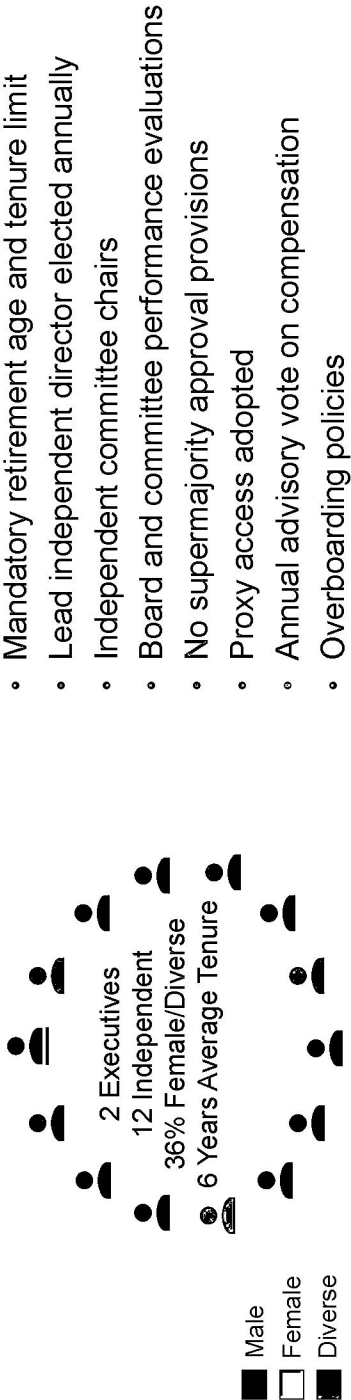 2 Executives
12 Independent
36% Female/Diverse
6 Years Average Tenure
Male
Female
Diverse
• Mandatory retirement age and tenure limit
• Lead independent director elected annually
• Independent committee chairs
• Board and committee performance evaluations
• No supermajority approval provisions
• Proxy access adopted
• Annual advisory vote on compensation
• Overboarding policies